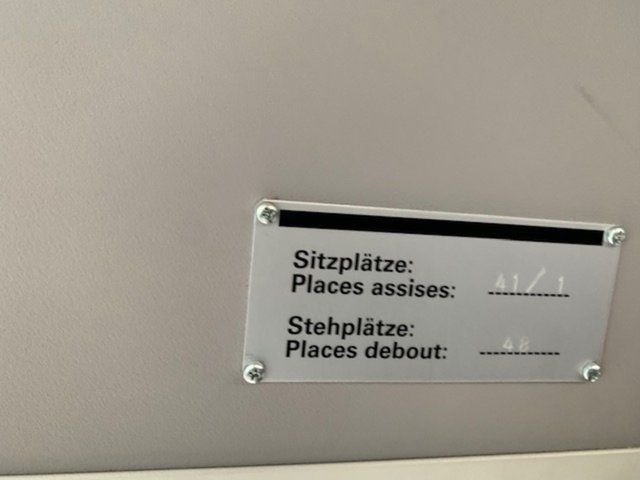 Sitzplätze:
Places assises: 41/1
Stehplätze:
Places debout: 48